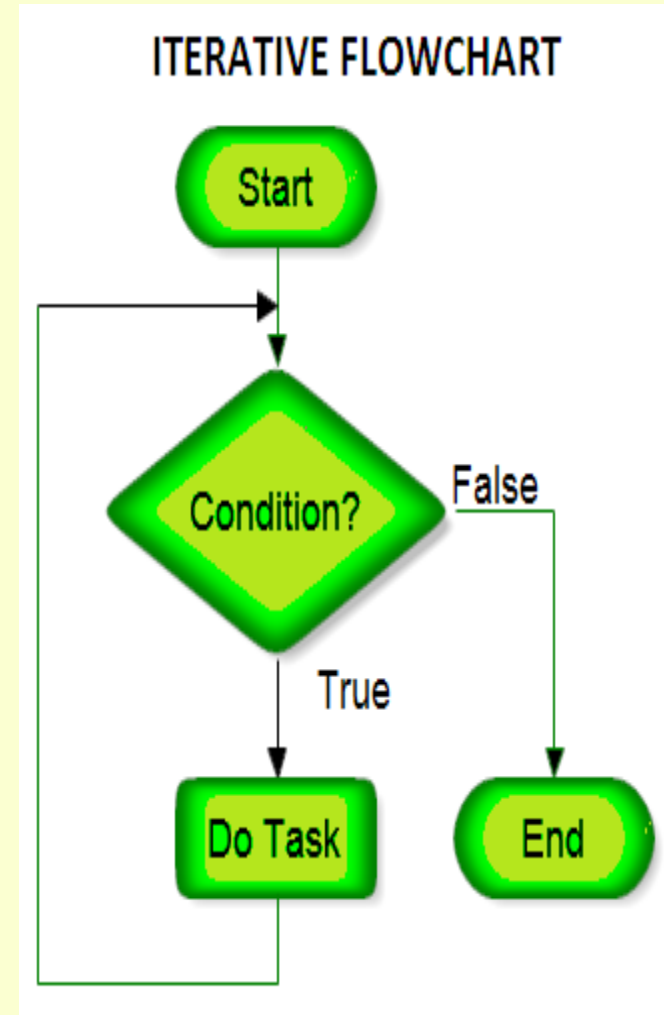 ITERATIVE FLOWCHART
Start
Condition?
False
True
Do Task
End